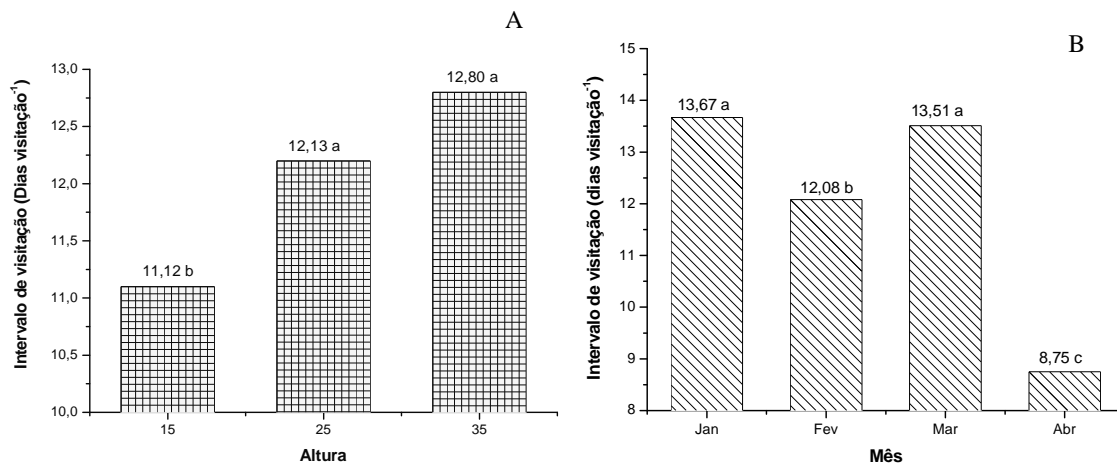 A
Intervalo de visitação (Dias visitação-1)
13,0
12,5
12,0
11,5
11,0
10,5
10,0
11,12 b
12,13 a
12,80 a
15
25
35
Altura
B
Intervalo de visitação (dias visitação-1)
15
14
13
12
11
10
9
8
13,67 a
12,08 b
13,51 a
8,75 c
Jan
Fev
Mar
Abr
Mês